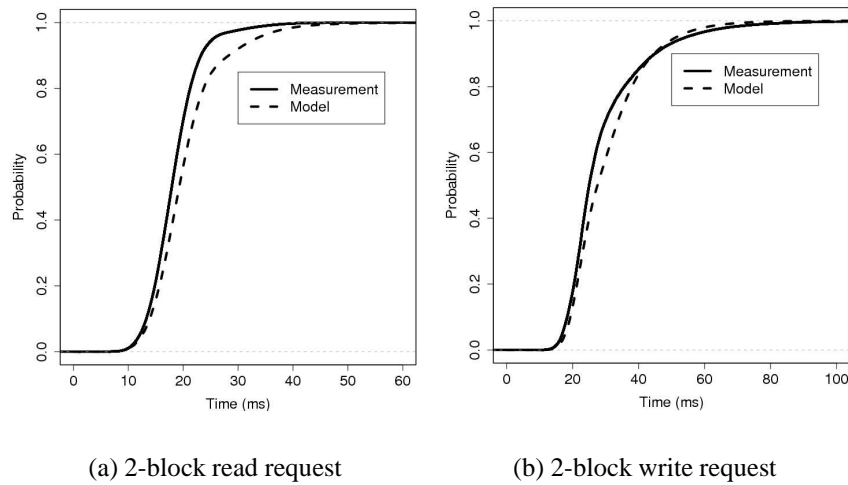 1.0
0.8
0.6
0.4
0.2
0.0
Probability
Measurement
Model
0 10 20 30 40 50 60
Time (ms)
(a) 2-block read request
1.0
0.8
0.6
0.4
0.2
0.0
Probability
Measurement
Model
0 20 40 60 80 100
Time (ms)
(b) 2-block write request